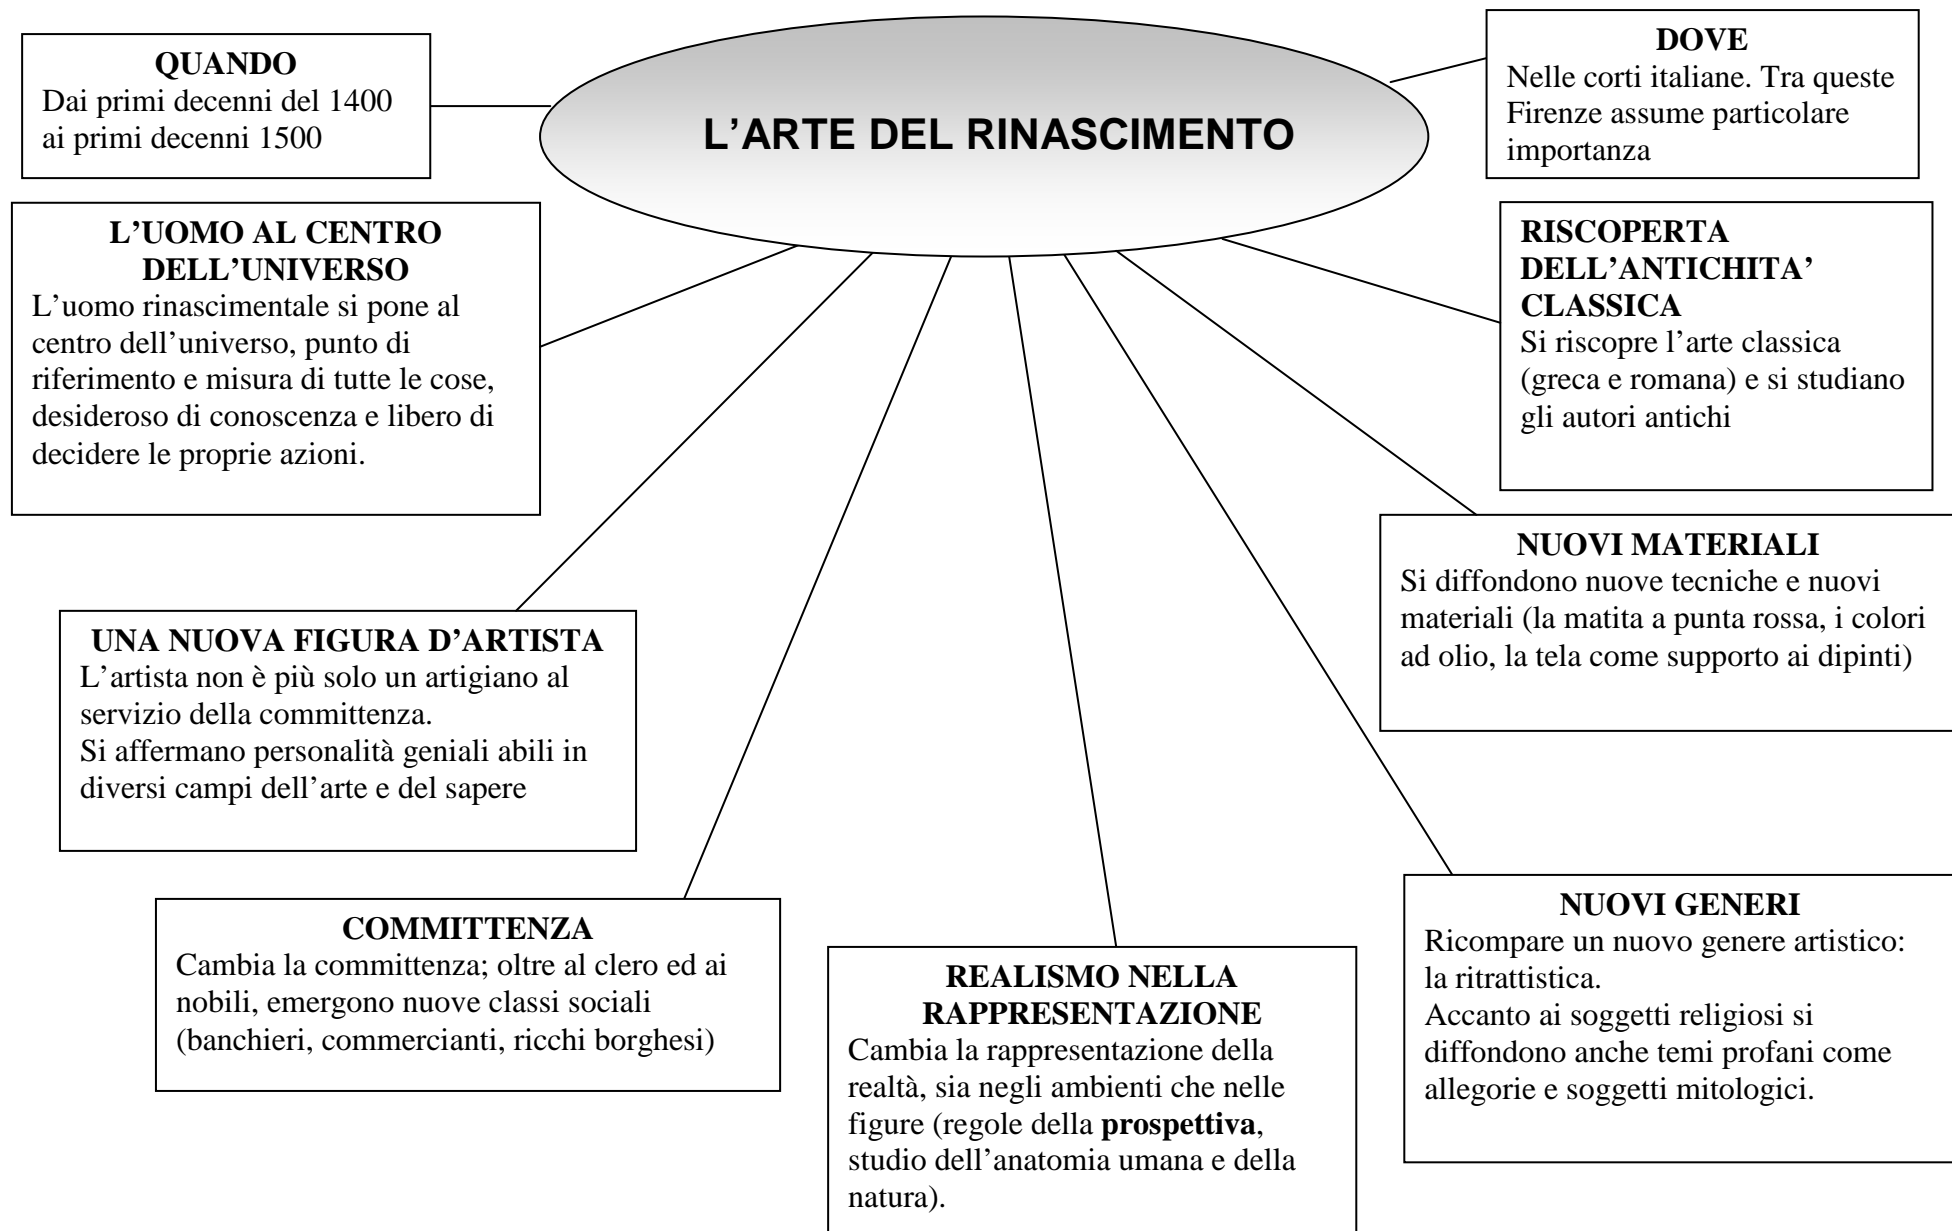 L’ARTE DEL RINASCIMENTO
QUANDO
Dai primi decenni del 1400
ai primi decenni 1500
DOVE
Nelle corti italiane. Tra queste
Firenze assume particolare
importanza
L’UOMO AL CENTRO
DELL’UNIVERSO
L’uomo rinascimentale si pone al
centro dell’universo, punto di
riferimento e misura di tutte le cose,
desideroso di conoscenza e libero di
decidere le proprie azioni.
RISCOPERTA
DELL’ANTICHITA’
CLASSICA
Si riscopre l’arte classica
(greca e romana) e si studiano
gli autori antichi
NUOVI MATERIALI
Si diffondono nuove tecniche e nuovi
materiali (la matita a punta rossa, i colori
ad olio, la tela come supporto ai dipinti)
UNA NUOVA FIGURA D’ARTISTA
L’artista non è più solo un artigiano al
servizio della committenza.
Si affermano personalità geniali abili in
diversi campi dell’arte e del sapere
COMMITTENZA
Cambia la committenza; oltre al clero ed ai
nobili, emergono nuove classi sociali
(banchieri, commercianti, ricchi borghesi)
REALISMO NELLA
RAPPRESENTAZIONE
Cambia la rappresentazione della
realtà, sia negli ambienti che nelle
figure (regole della prospettiva,
studio dell’anatomia umana e della
natura).
NUOVI GENERI
Ricompare un nuovo genere artistico:
la ritrattistica.
Accanto ai soggetti religiosi si
diffondono anche temi profani come
allegorie e soggetti mitologici.